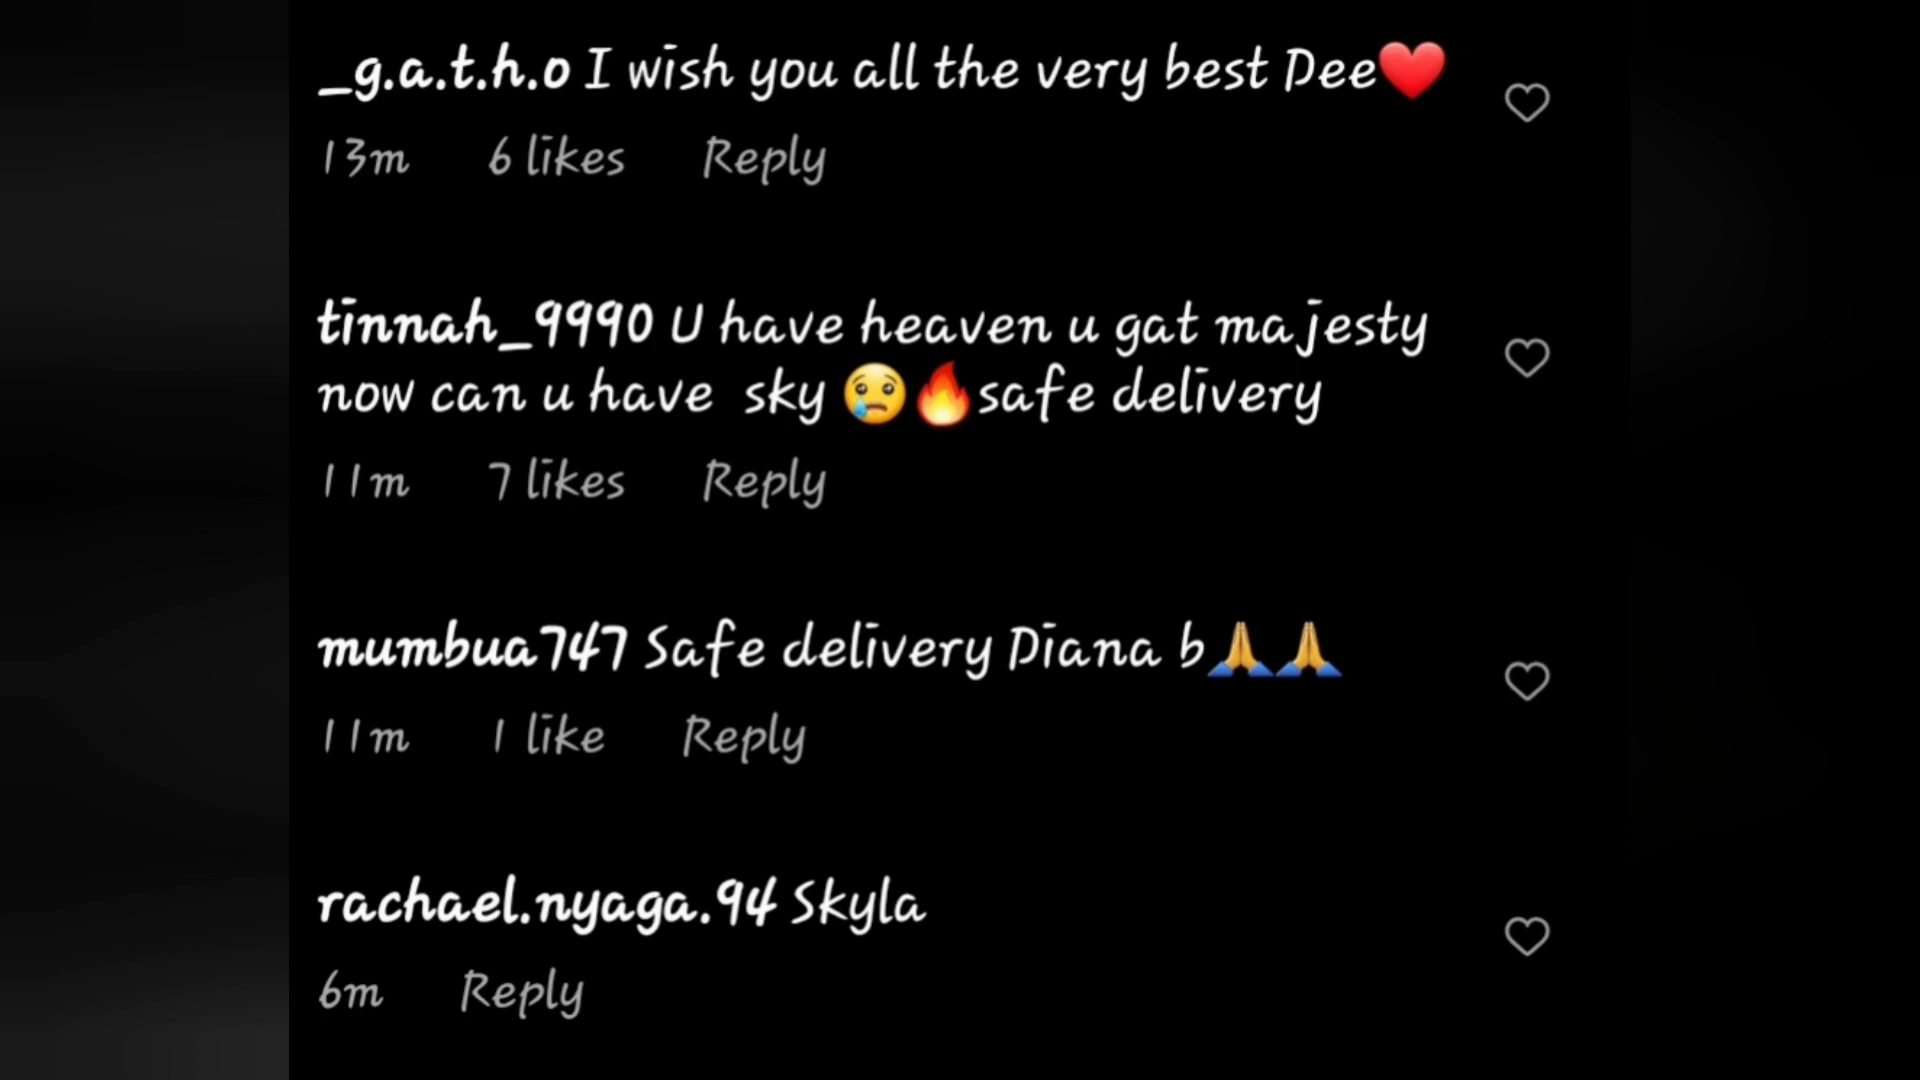 _g.a.t.h.o I wish you all the very best Dee❤️
13m 6 likes Reply
tinnah_9990 U have heaven u gat majesty
now can u have sky 😢🔥safe delivery
11m 7 likes Reply
mumbua747 Safe delivery Diana b🙏🙏
11m 1 like Reply
rachael.nyaga.94 Skyla
6m Reply